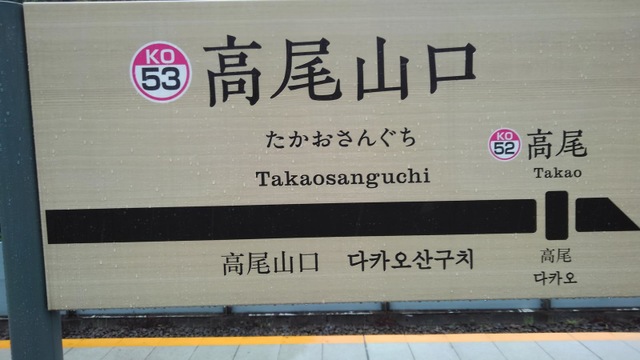 KO
53
高尾山口
たかおさんぐち
Takaosanguchi
KO
52
高尾
Takao
高尾山口 다카오산구치
高尾
다카오